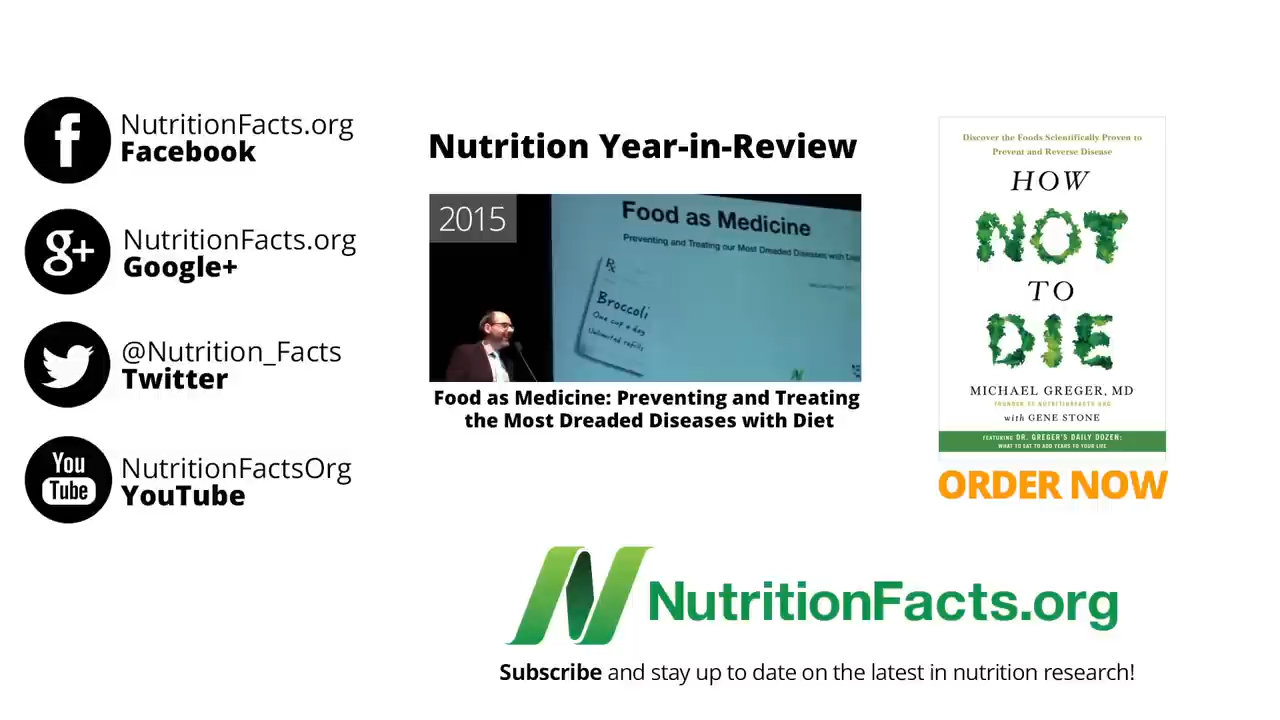 NutritionFacts.org
Facebook
NutritionFacts.org
Google+
@Nutrition_Facts
Twitter
You
Tube
NutritionFactsOrg
YouTube
Nutrition Year-in-Review
2015
Food as Medicine
Preventing and Treating our Most Dreaded Diseases with Diet
Broccoli
One cup a day
Unlimited refills
Food as Medicine: Preventing and Treating
the Most Dreaded Diseases with Diet
Discover the Foods Scientifically Proven to
Prevent and Reverse Disease
HOW
NOT
TO
DIE
MICHAEL GREGER, MD
FOUNDER OF NUTRITIONFACTS.ORG
with GENE STONE
FEATURING DR. GREGER'S DAILY DOZEN:
WHAT TO EAT TO ADD YEARS TO YOUR LIFE
ORDER NOW
NutritionFacts.org
Subscribe and stay up to date on the latest in nutrition research!